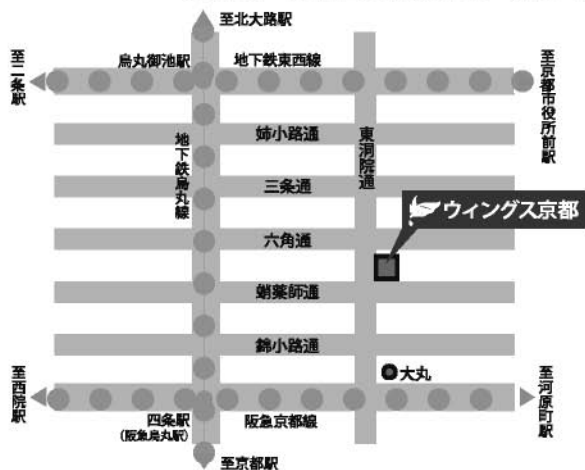 至北大路駅
烏丸御池駅
地下鉄東西線
至二条駅
至京都市役所前駅
姉小路通
東洞院通
地下鉄烏丸線
三条通
ウィングス京都
六角通
蛸薬師通
錦小路通
大丸
至西院駅
至河原町駅
四条駅
(阪急烏丸駅)
阪急京都線
至京都駅